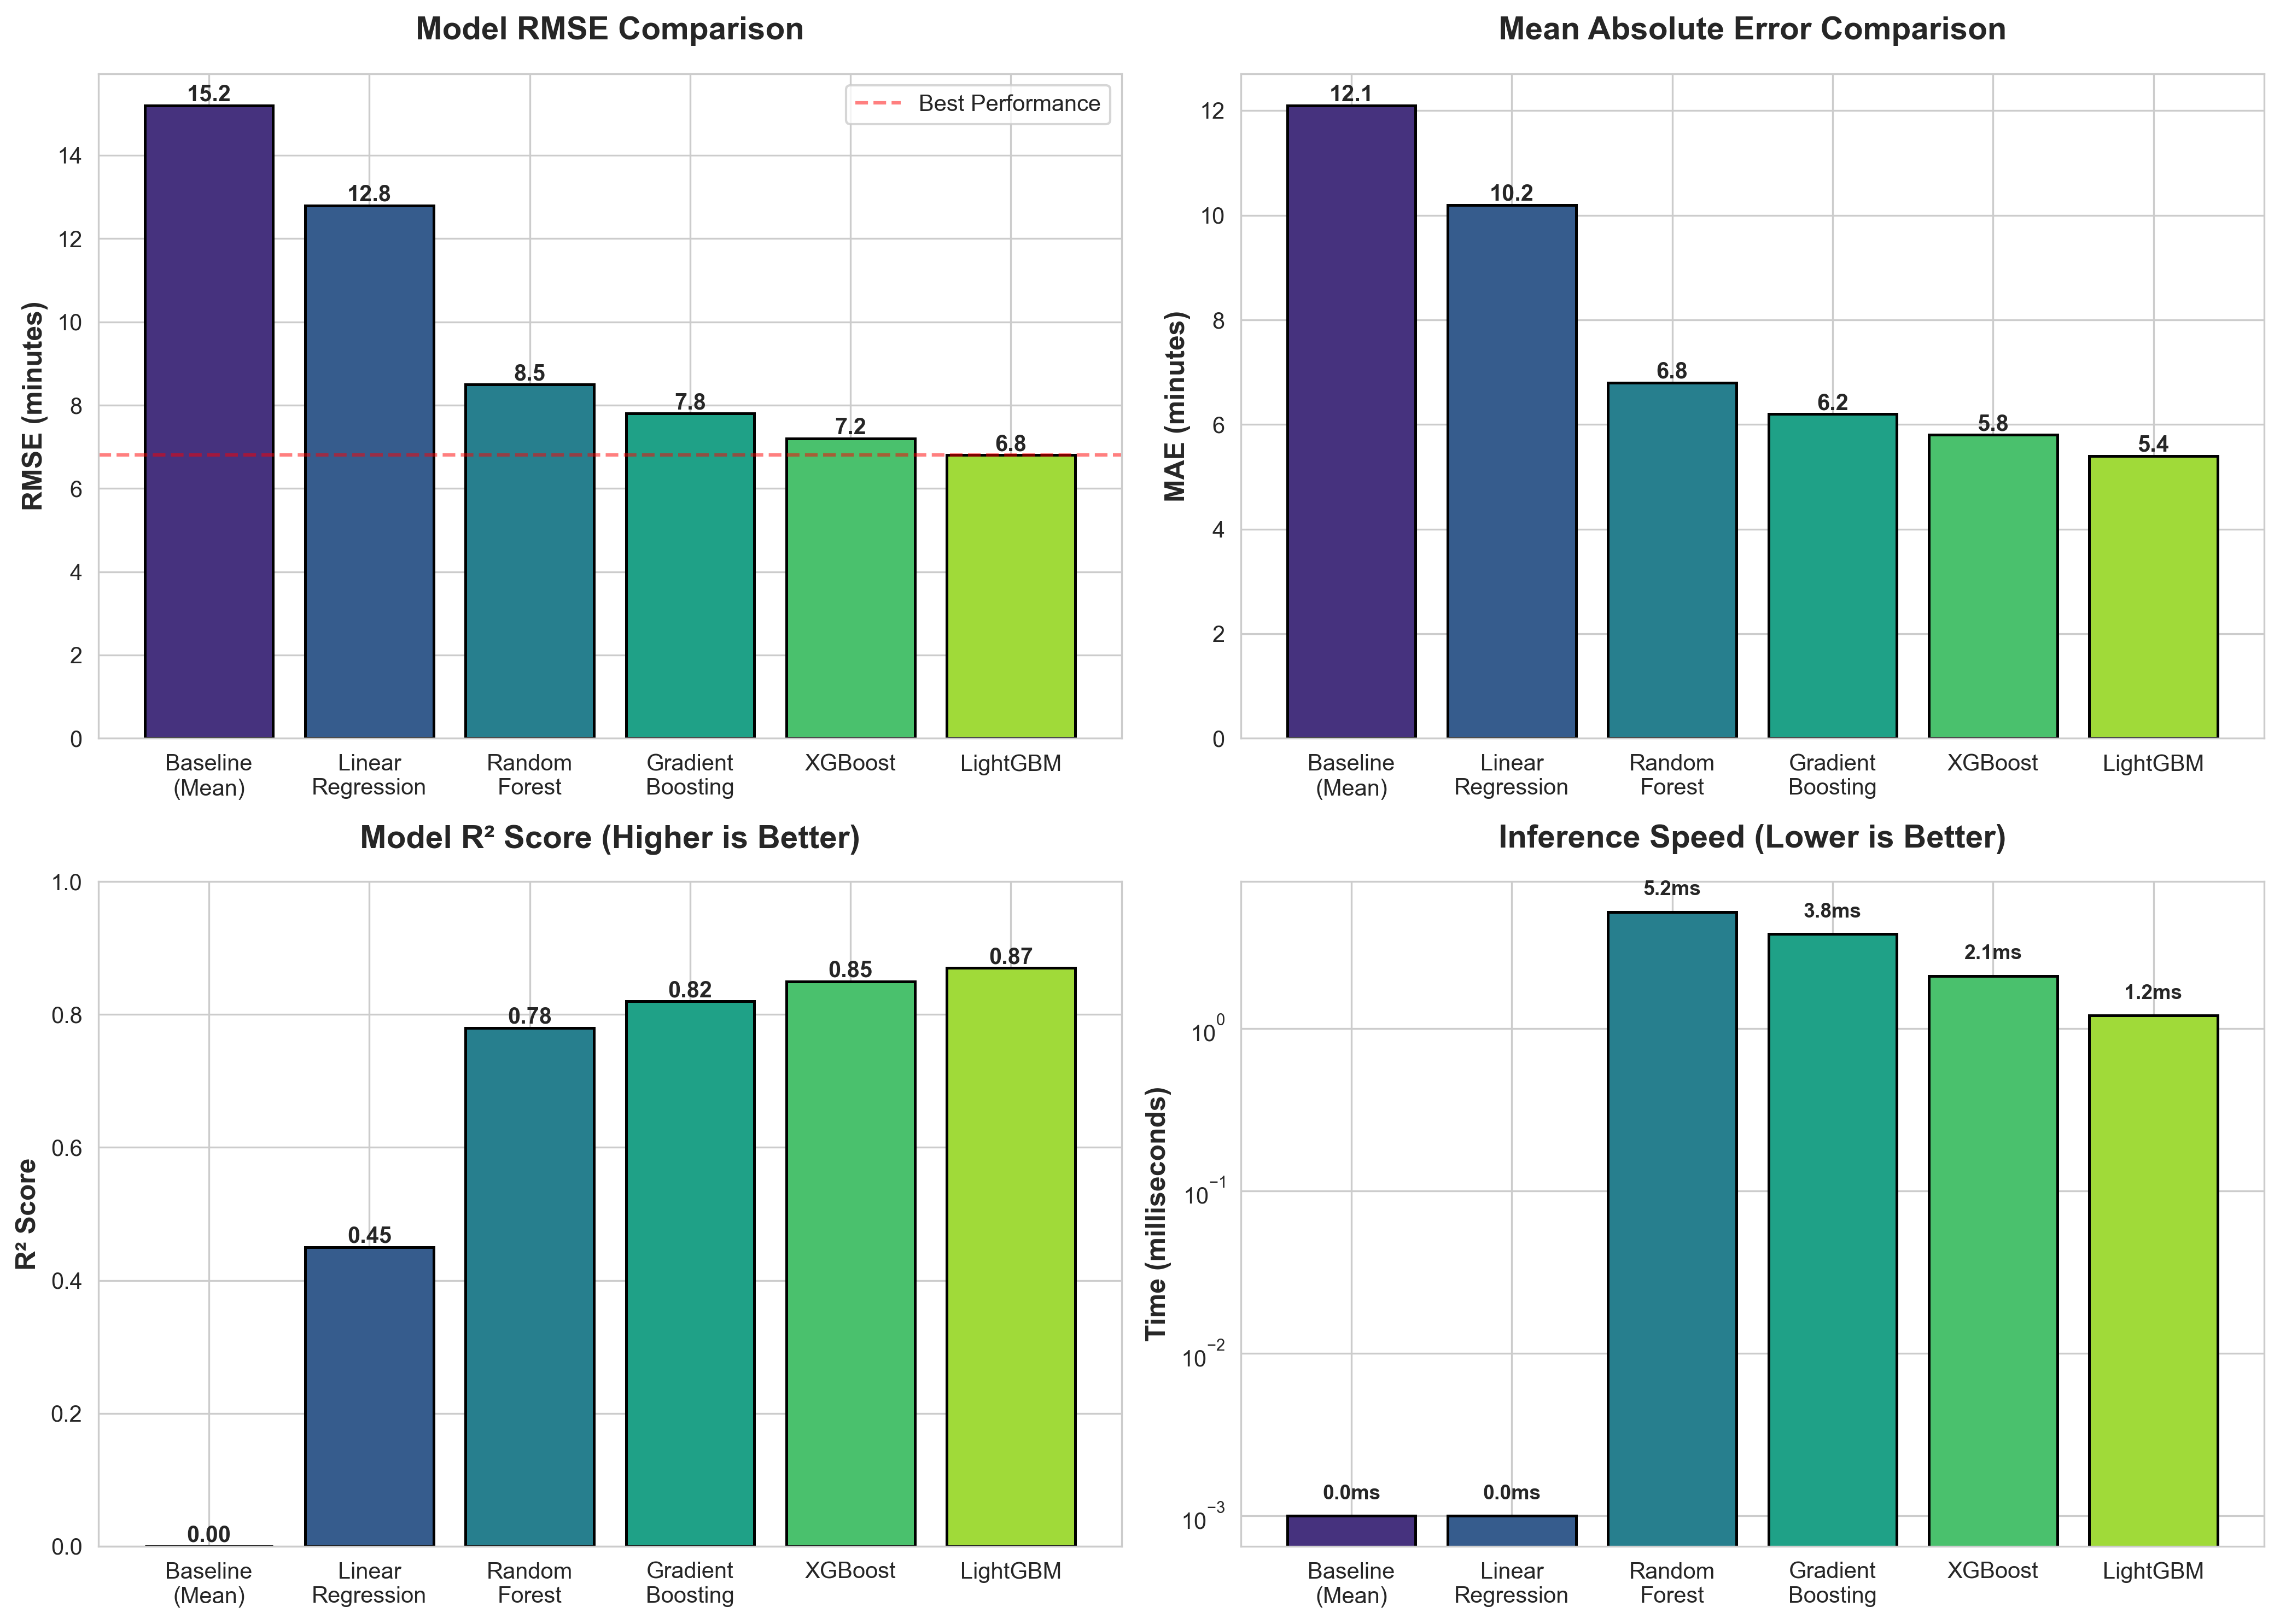 Model RMSE Comparison
15.2
12.8
8.5
7.8
7.2
6.8
Best Performance
RMSE (minutes)
14
12
10
8
6
4
2
0
Baseline
(Mean)
Linear
Regression
Random
Forest
Gradient
Boosting
XGBoost
LightGBM
Mean Absolute Error Comparison
12.1
10.2
6.8
6.2
5.8
5.4
MAE (minutes)
12
10
8
6
4
2
0
Baseline
(Mean)
Linear
Regression
Random
Forest
Gradient
Boosting
XGBoost
LightGBM
Model R² Score (Higher is Better)
0.00
0.45
0.78
0.82
0.85
0.87
R² Score
1.0
0.8
0.6
0.4
0.2
0.0
Baseline
(Mean)
Linear
Regression
Random
Forest
Gradient
Boosting
XGBoost
LightGBM
Inference Speed (Lower is Better)
0.0ms
0.0ms
5.2ms
3.8ms
2.1ms
1.2ms
Time (milliseconds)
10⁰
10⁻¹
10⁻²
10⁻³
Baseline
(Mean)
Linear
Regression
Random
Forest
Gradient
Boosting
XGBoost
LightGBM